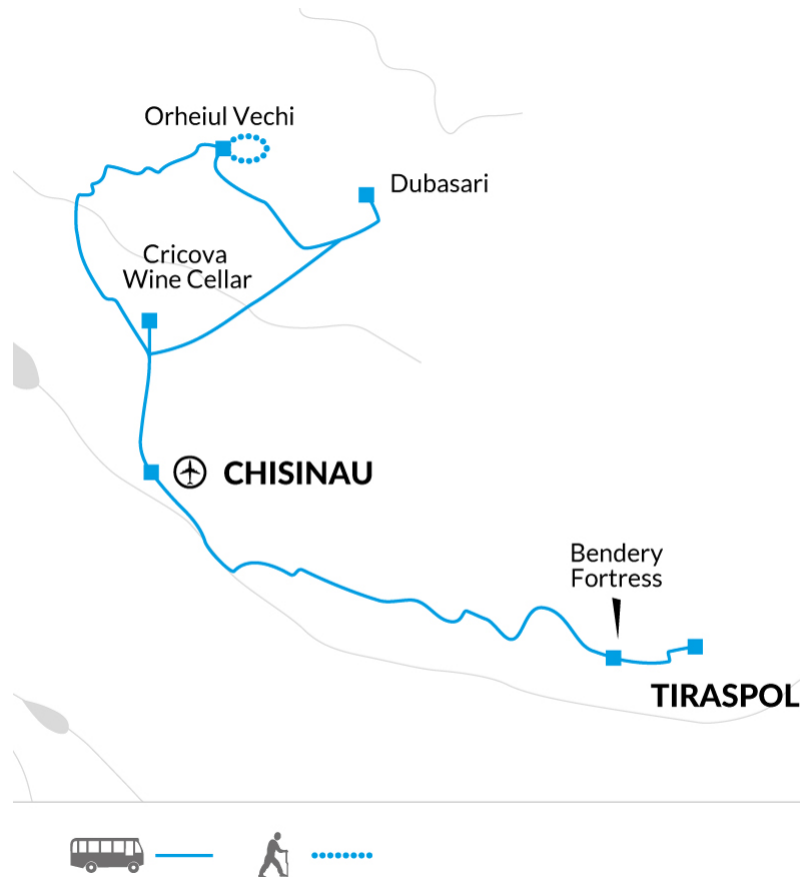 Orheiul Vechi
Dubasari
Cricova
Wine Cellar
CHISINAU
Bendery
Fortress
TIRASPOL